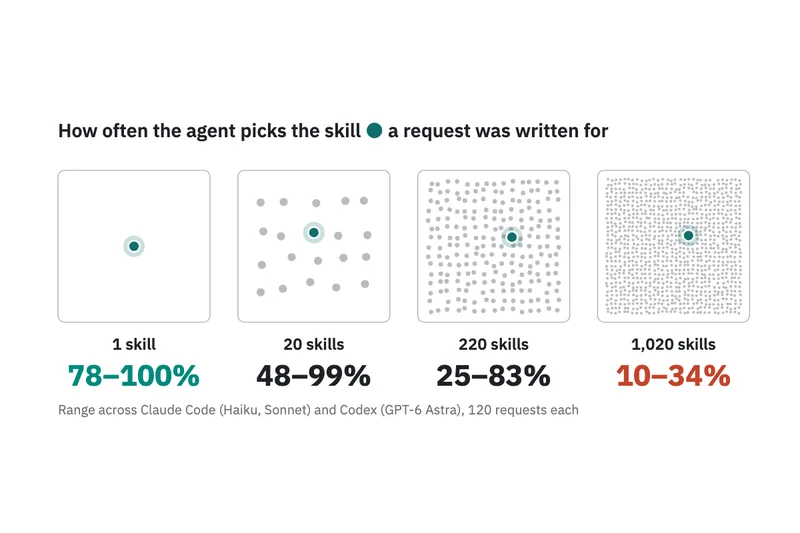 How often the agent picks the skill a request was written for
1 skill
78–100%
20 skills
48–99%
220 skills
25–83%
1,020 skills
10–34%
Range across Claude Code (Haiku, Sonnet) and Codex (GPT-6 Astra), 120 requests each